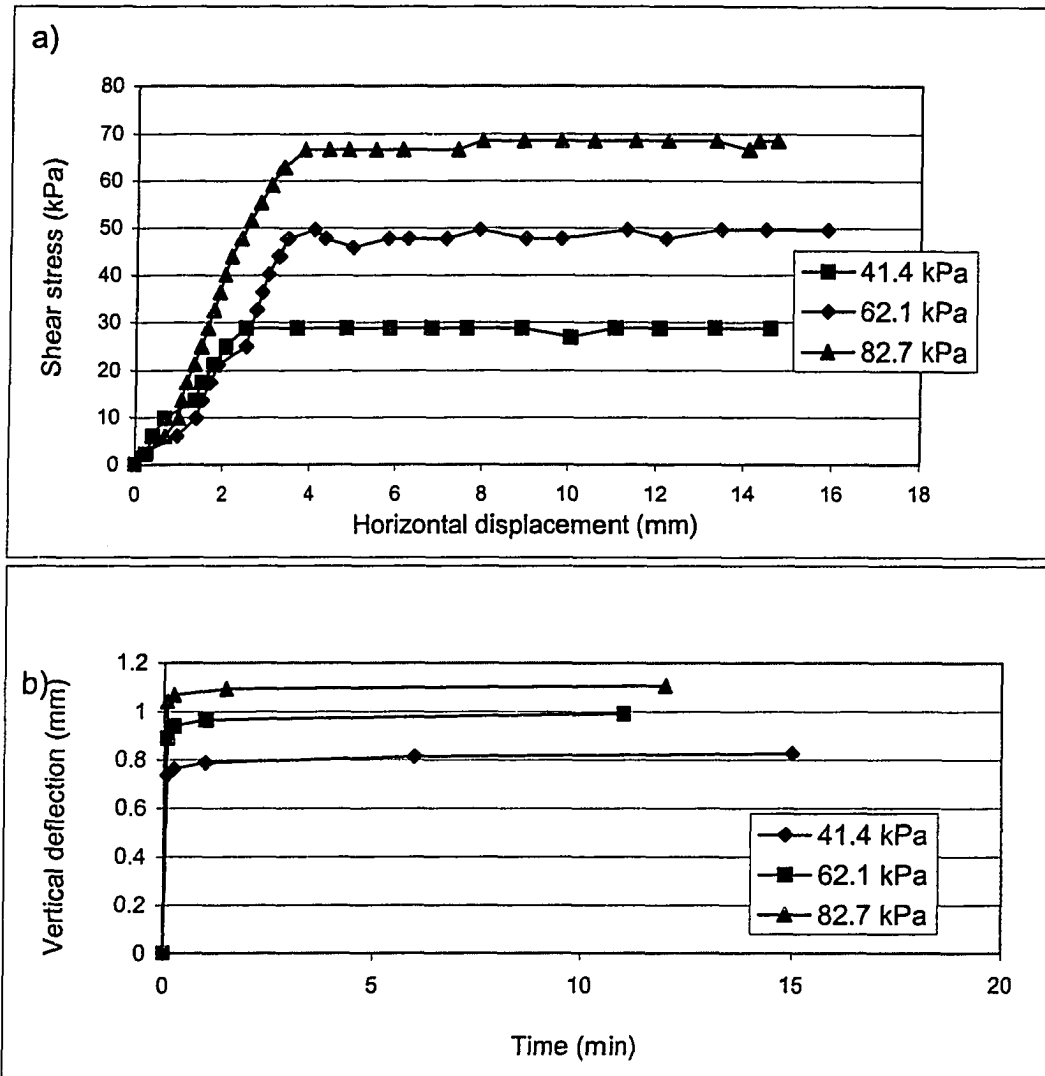 a)
Shear stress (kPa)
80
70
60
50
40
30
20
10
0
0 2 4 6 8 10 12 14 16 18
Horizontal displacement (mm)
41.4 kPa
62.1 kPa
82.7 kPa
b)
Vertical deflection (mm)
1.2
1
0.8
0.6
0.4
0.2
0
0 5 10 15 20
Time (min)
41.4 kPa
62.1 kPa
82.7 kPa